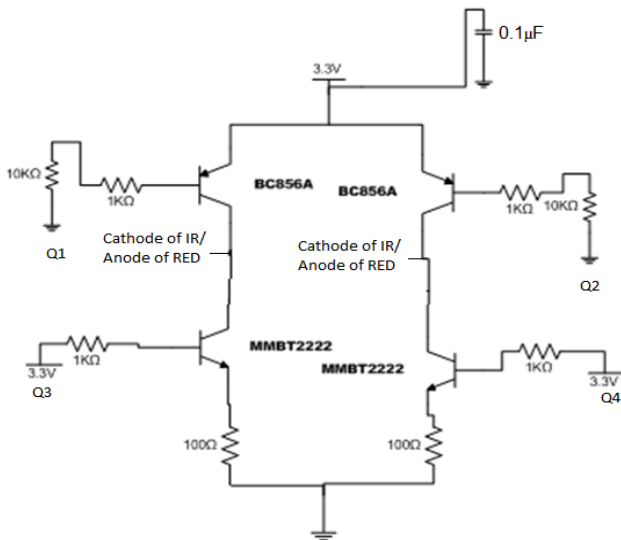 0.1µF
3.3V
10KΩ
1KΩ
BC856A
BC856A
1KΩ
10KΩ
Q1
Cathode of IR/
Anode of RED
Cathode of IR/
Anode of RED
Q2
3.3V
1KΩ
Q3
MMBT2222
MMBT2222
1KΩ
3.3V
Q4
100Ω
100Ω